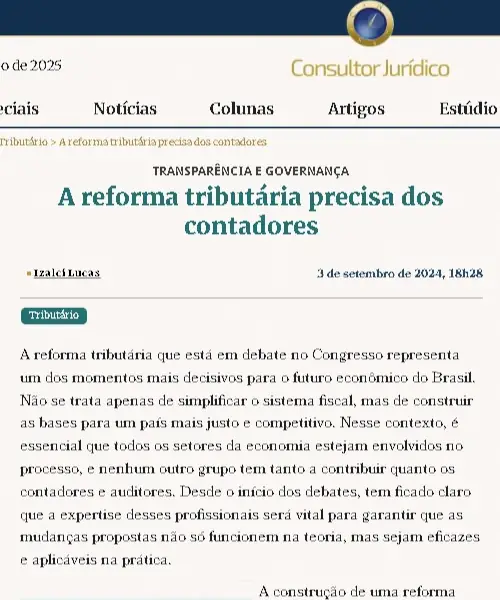 o de 2025
Consultor Jurídico
eciais Notícias Colunas Artigos Estúdio
Tributário > A reforma tributária precisa dos contadores
TRANSPARÊNCIA E GOVERNANÇA
A reforma tributária precisa dos
contadores
Izalci Lucas 3 de setembro de 2024, 18h28
Tributário
A reforma tributária que está em debate no Congresso representa
um dos momentos mais decisivos para o futuro econômico do Brasil.
Não se trata apenas de simplificar o sistema fiscal, mas de construir
as bases para um país mais justo e competitivo. Nesse contexto, é
essencial que todos os setores da economia estejam envolvidos no
processo, e nenhum outro grupo tem tanto a contribuir quanto os
contadores e auditores. Desde o início dos debates, tem ficado claro
que a expertise desses profissionais será vital para garantir que as
mudanças propostas não só funcionem na teoria, mas sejam eficazes
e aplicáveis na prática.
A construção de uma reforma